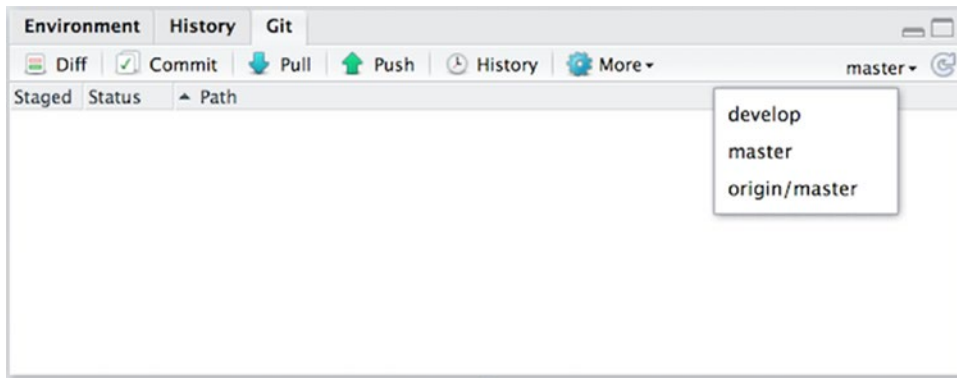 Environment History Git
Diff Commit Pull Push History More master
Staged Status Path
develop
master
origin/master